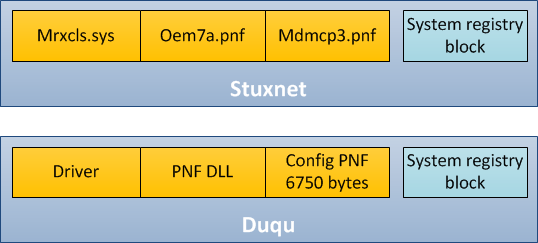 Mrxcls.sys
Oem7a.pnf
Mdmcp3.pnf
System registry
block
Stuxnet
Driver
PNF DLL
Config PNF
6750 bytes
System registry
block
Duqu